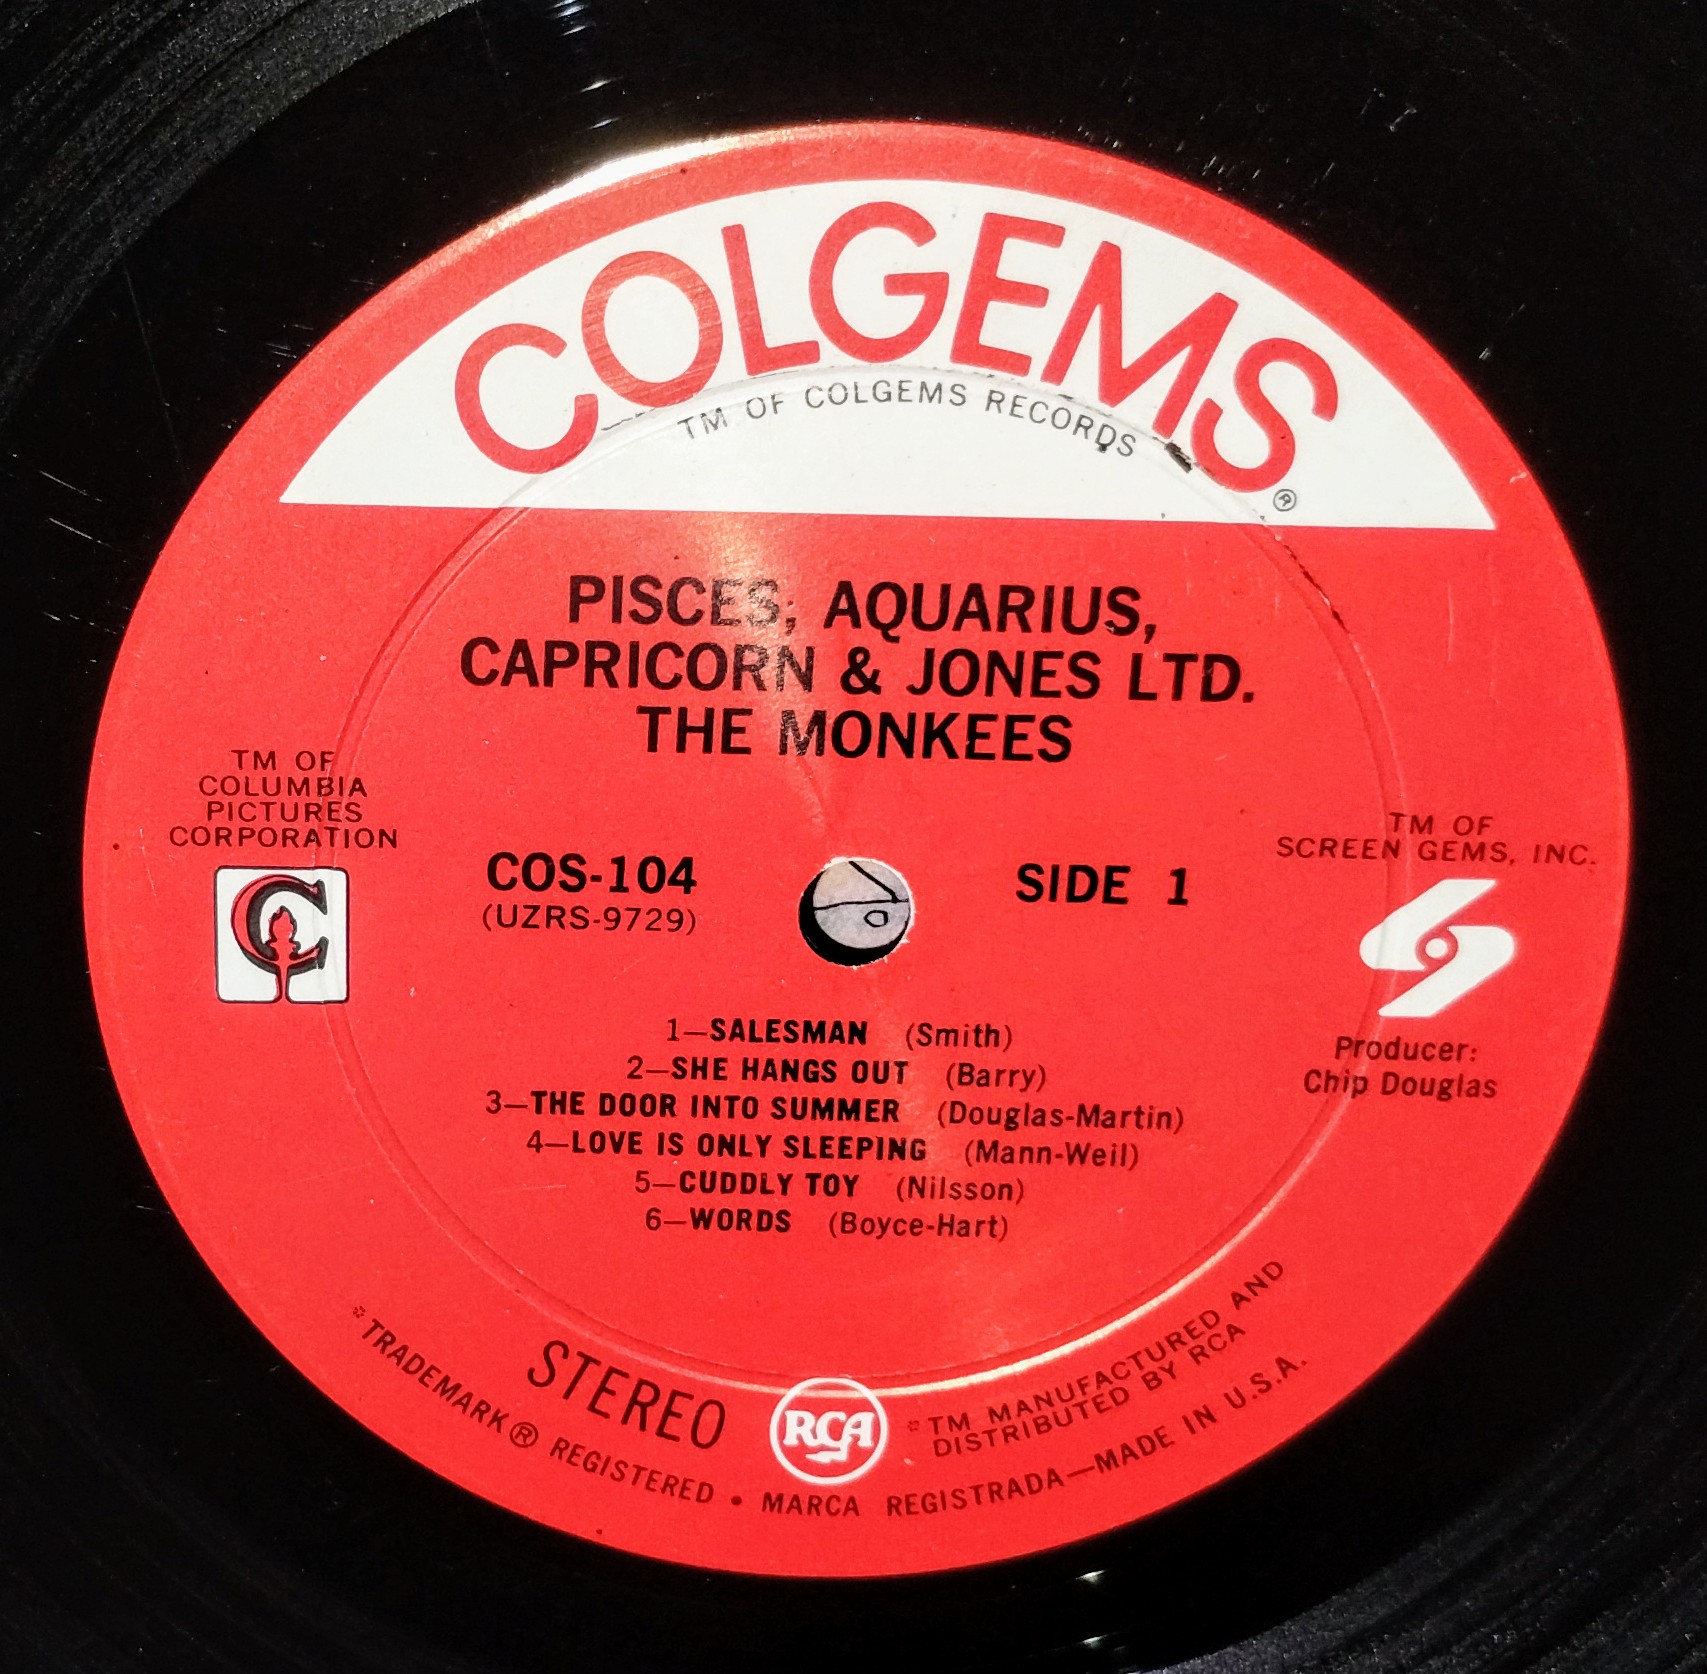 COLGEMS
®
TM OF COLGEMS RECORDS
PISCES, AQUARIUS,
CAPRICORN & JONES LTD.
THE MONKEES
TM OF
COLUMBIA
PICTURES
CORPORATION
C
COS-104
(UZRS-9729)
SIDE 1
TM OF
SCREEN GEMS, INC.
Producer:
Chip Douglas
1—SALESMAN (Smith)
2—SHE HANGS OUT (Barry)
3—THE DOOR INTO SUMMER (Douglas-Martin)
4—LOVE IS ONLY SLEEPING (Mann-Weil)
5—CUDDLY TOY (Nilsson)
6—WORDS (Boyce-Hart)
STEREO
RCA
*TM MANUFACTURED AND
DISTRIBUTED BY RCA
*TRADEMARK ® REGISTERED • MARCA REGISTRADA—MADE IN U.S.A.